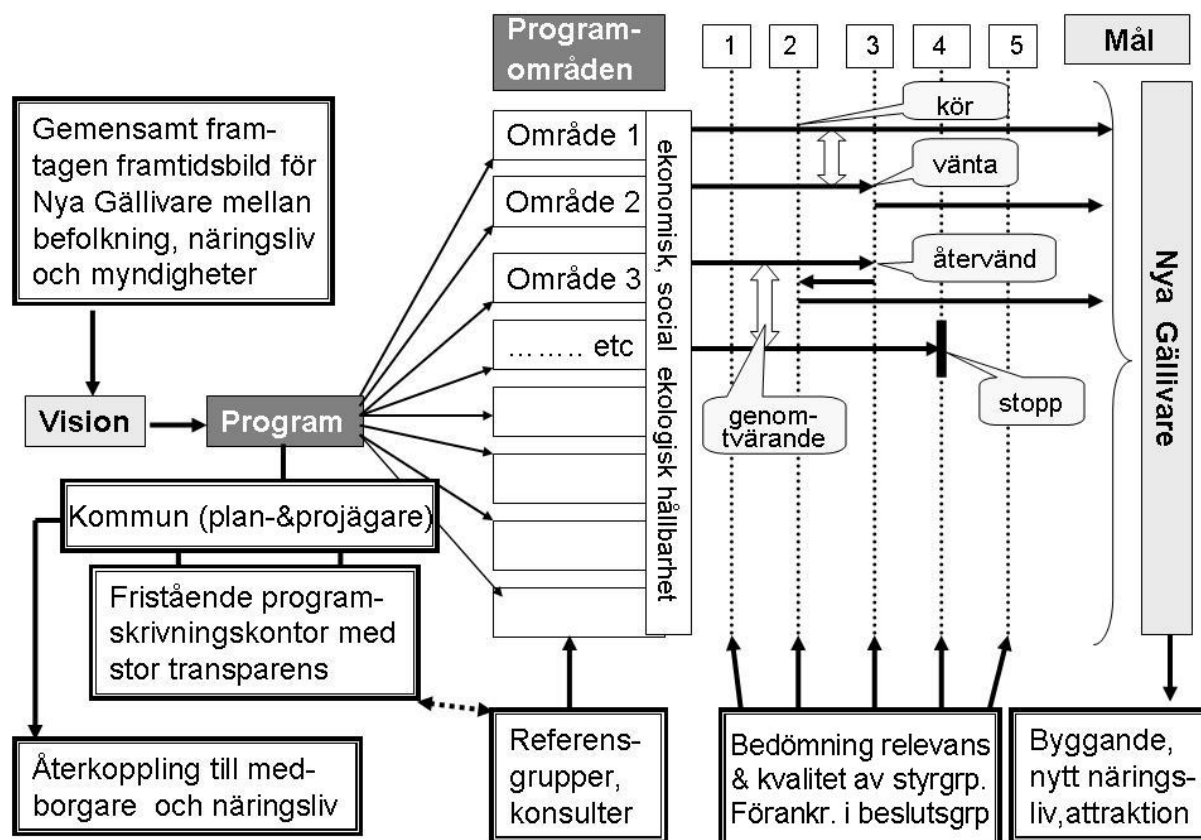 Program-
områden
1
2
3
4
5
Mål
Gemensamt fram-
tagen framtidsbild för
Nya Gällivare mellan
befolkning, näringsliv
och myndigheter
Område 1
Område 2
Område 3
........ etc
ekonomisk, social ekologisk hållbarhet
kör
vänta
återvänd
stopp
genom-
tvärande
Nya Gällivare
Vision
Program
Kommun (plan-&projägare)
Fristående program-
skrivningskontor med
stor transparens
Återkoppling till med-
borgare och näringsliv
Referens-
grupper,
konsulter
Bedömning relevans
& kvalitet av styrgrp.
Förankr. i beslutsgrp
Byggande,
nytt närings-
liv,attraktion